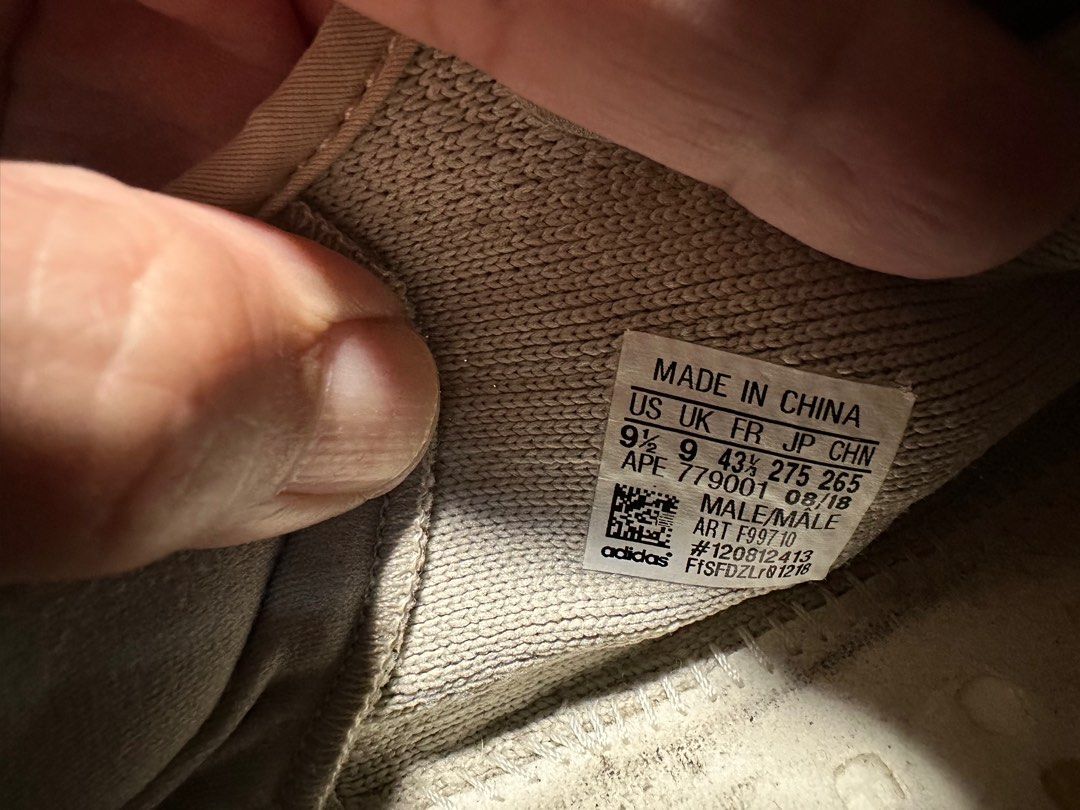 MADE IN CHINA
US UK FR JP CHN
9½ 9 43⅓ 275 265
APE 779001 08/18
MALE/MÂLE
ART F99710
#120812413
adidas